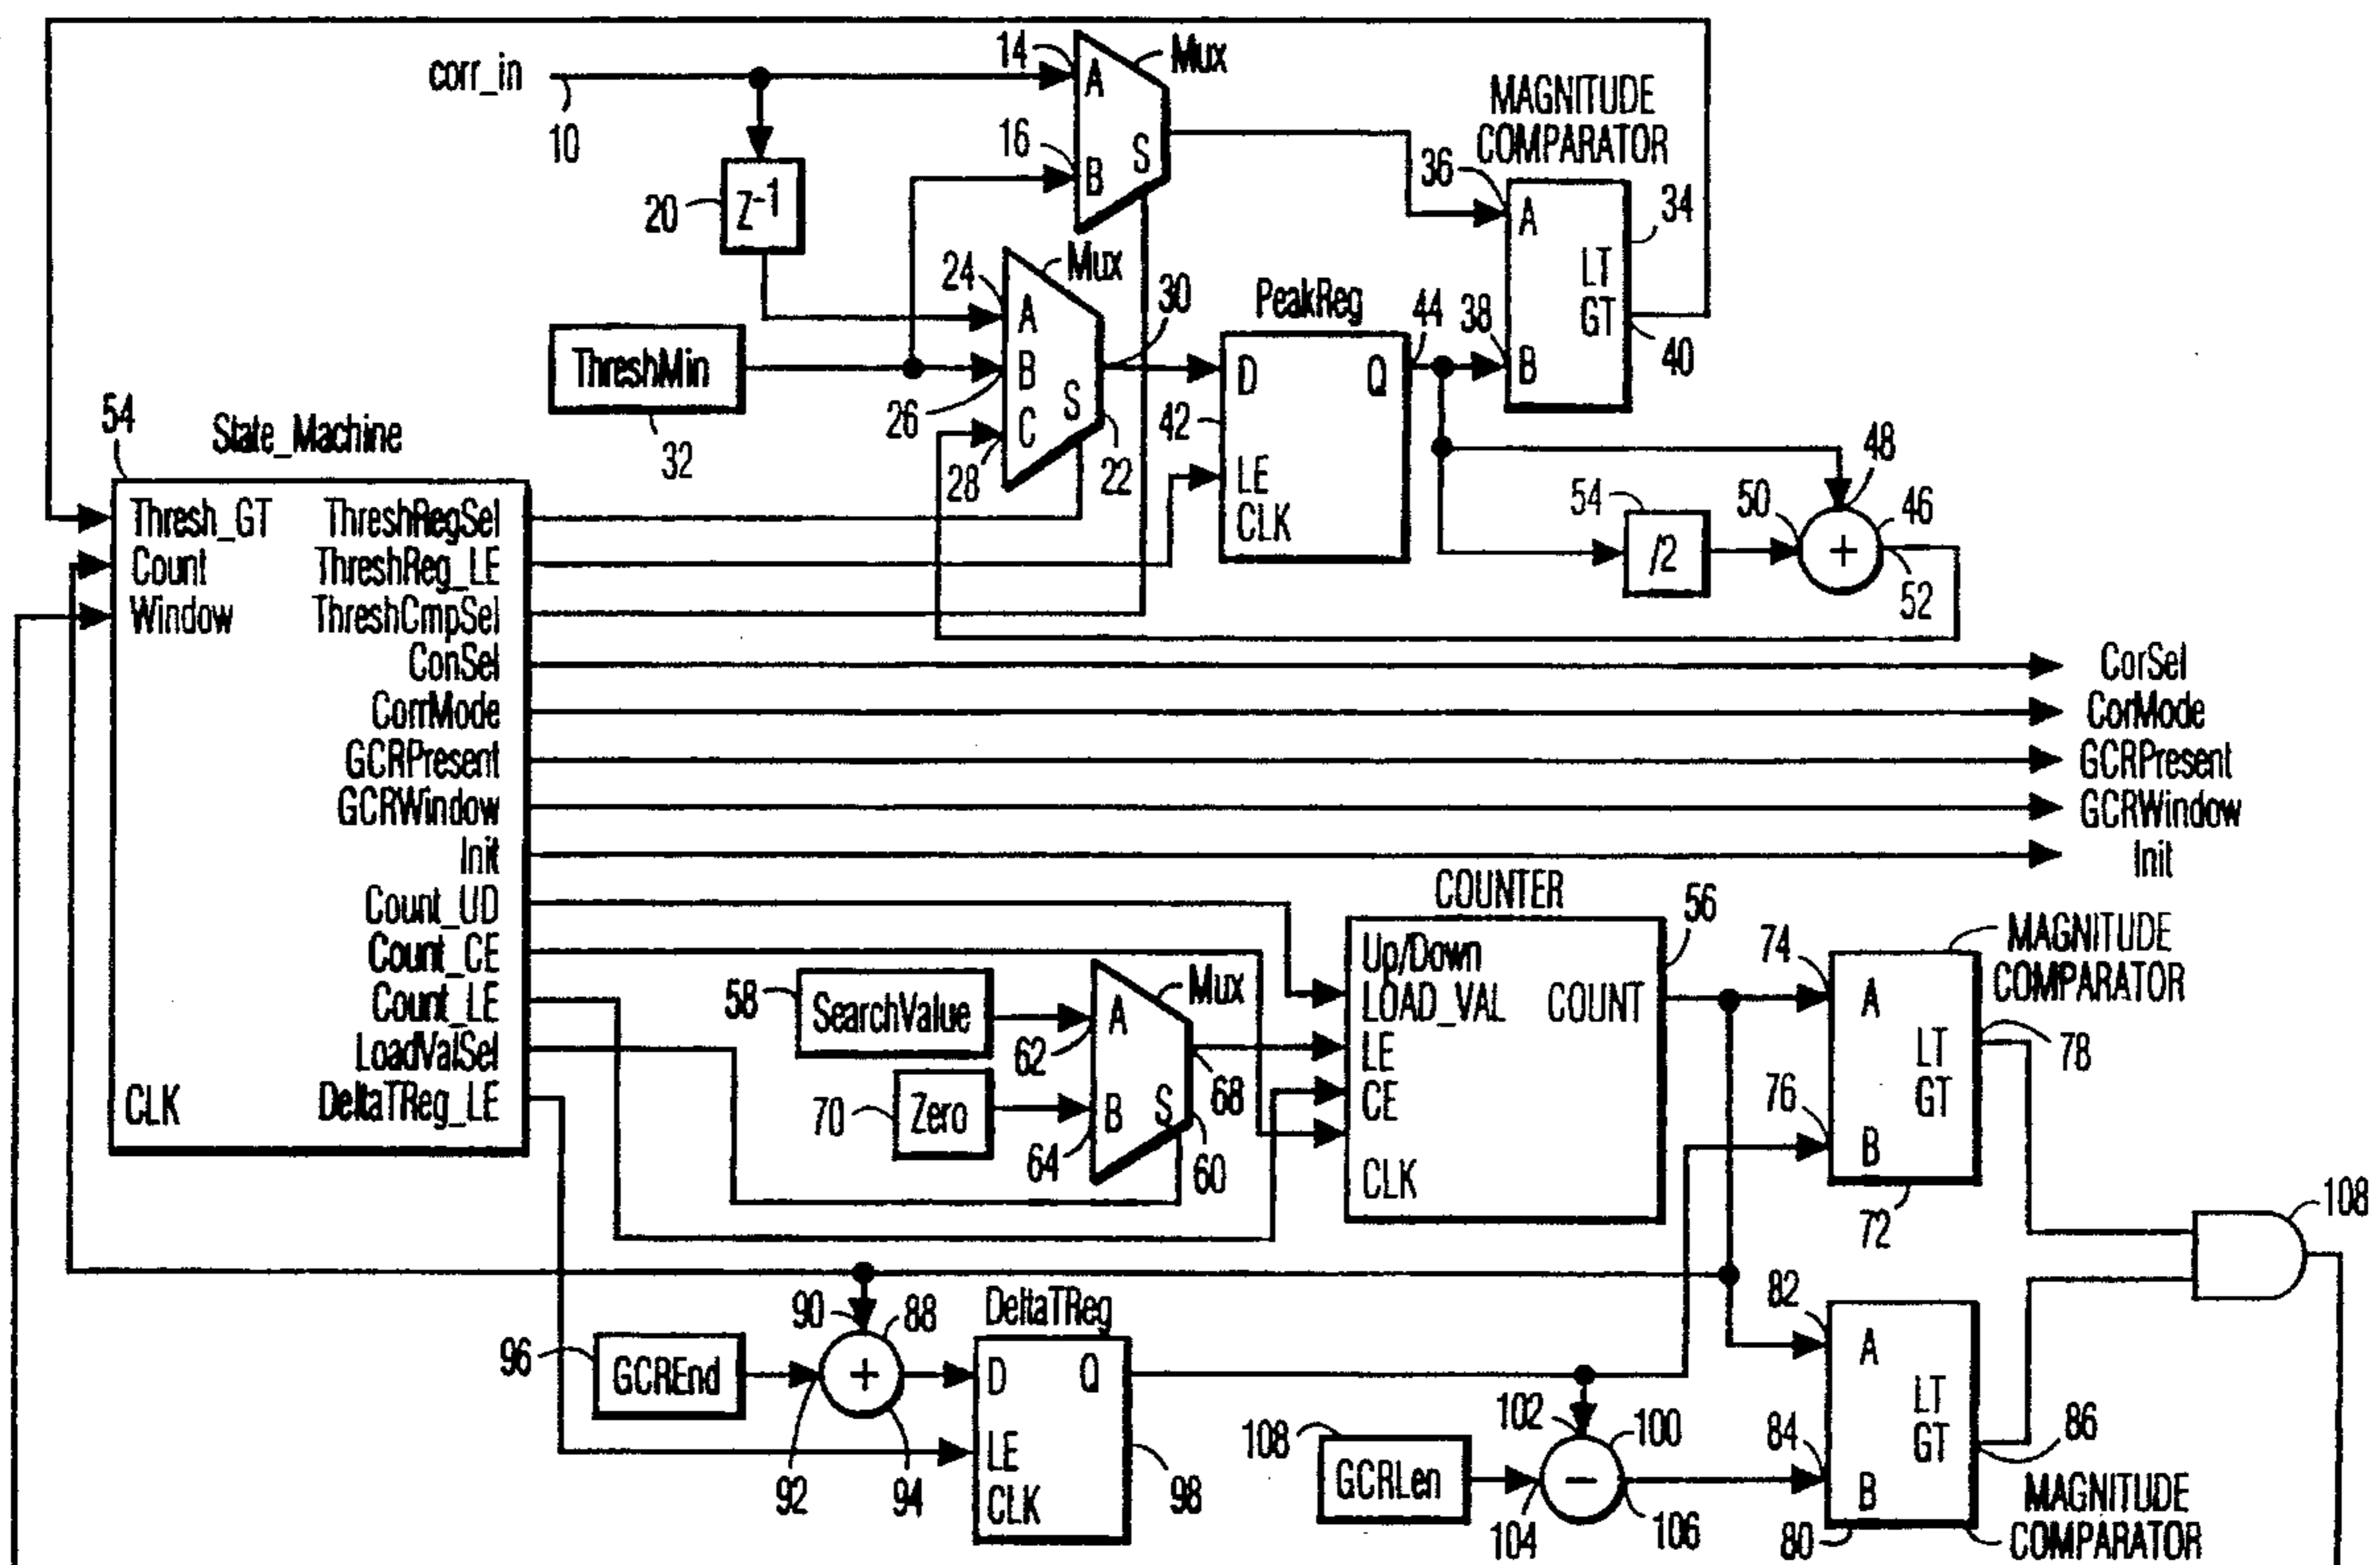 corr_in
10
14
A
Mux
16
B
S
MAGNITUDE
COMPARATOR
36
A
34
LT
GT
38
B
40
20
Z-1
24
Mux
A
30
ThreshMin
B
26
S
C
28
22
32
PeakReg
D
Q
44
42
LE
CLK
48
54
/2
50
+
46
52
54
State_Machine
Thresh_GT
ThreshRegSel
Count
ThreshReg_LE
Window
ThreshCmpSel
ConSel
CorrMode
GCRPresent
GCRWindow
Init
Count_UD
Count_CE
Count_LE
LoadValSel
CLK
DeltaTReg_LE
CorSel
CorMode
GCRPresent
GCRWindow
Init
COUNTER
56
Up/Down
LOAD_VAL
COUNT
LE
CE
CLK
58
SearchValue
Mux
A
62
68
70
Zero
B
S
64
60
74
MAGNITUDE
COMPARATOR
A
LT
78
GT
76
B
72
108
82
A
LT
GT
86
84
B
80
MAGNITUDE
COMPARATOR
90
88
96
GCREnd
+
92
94
DeltaTReg
D
Q
LE
CLK
98
102
100
108
GCRLen
−
104
106